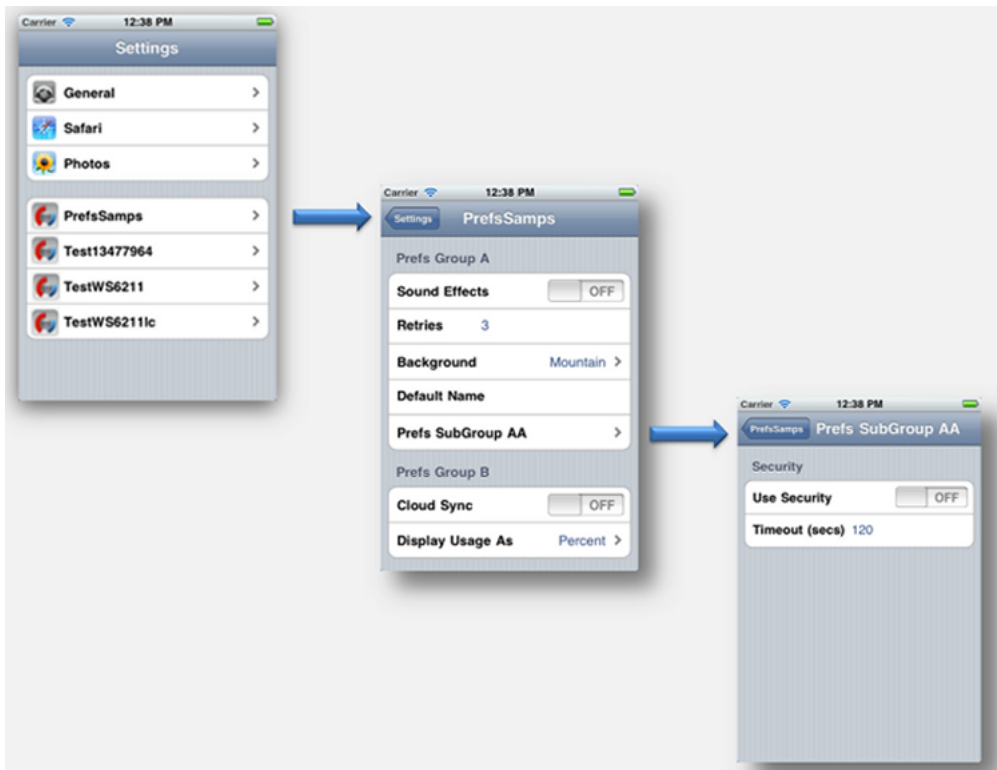 Carrier 12:38 PM
Settings
General
Safari
Photos
PrefsSamps
Test13477964
TestWS6211
TestWS6211lc
Carrier 12:38 PM
Settings PrefsSamps
Prefs Group A
Sound Effects OFF
Retries 3
Background Mountain
Default Name
Prefs SubGroup AA
Prefs Group B
Cloud Sync OFF
Display Usage As Percent
Carrier 12:38 PM
PrefsSamps Prefs SubGroup AA
Security
Use Security OFF
Timeout (secs) 120